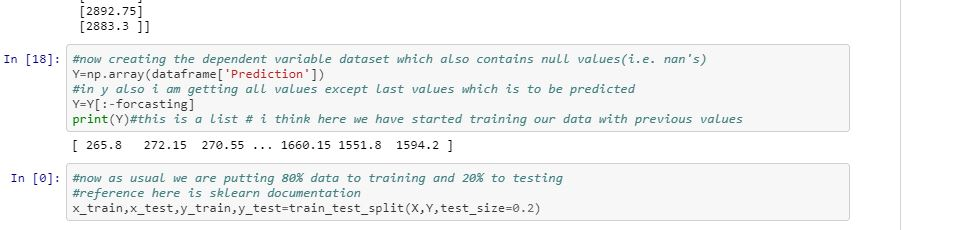 [2892.75]
[2883.3 ]]
In [18]: #now creating the dependent variable dataset which also contains null values(i.e. nan's)
Y=np.array(dataframe['Prediction'])
#in y also i am getting all values except last values which is to be predicted
Y=Y[:-forcasting]
print(Y)#this is a list # i think here we have started training our data with previous values
[ 265.8   272.15  270.55 ... 1660.15 1551.8  1594.2 ]
In [0]: #now as usual we are putting 80% data to training and 20% to testing
#reference here is sklearn documentation
x_train,x_test,y_train,y_test=train_test_split(X,Y,test_size=0.2)